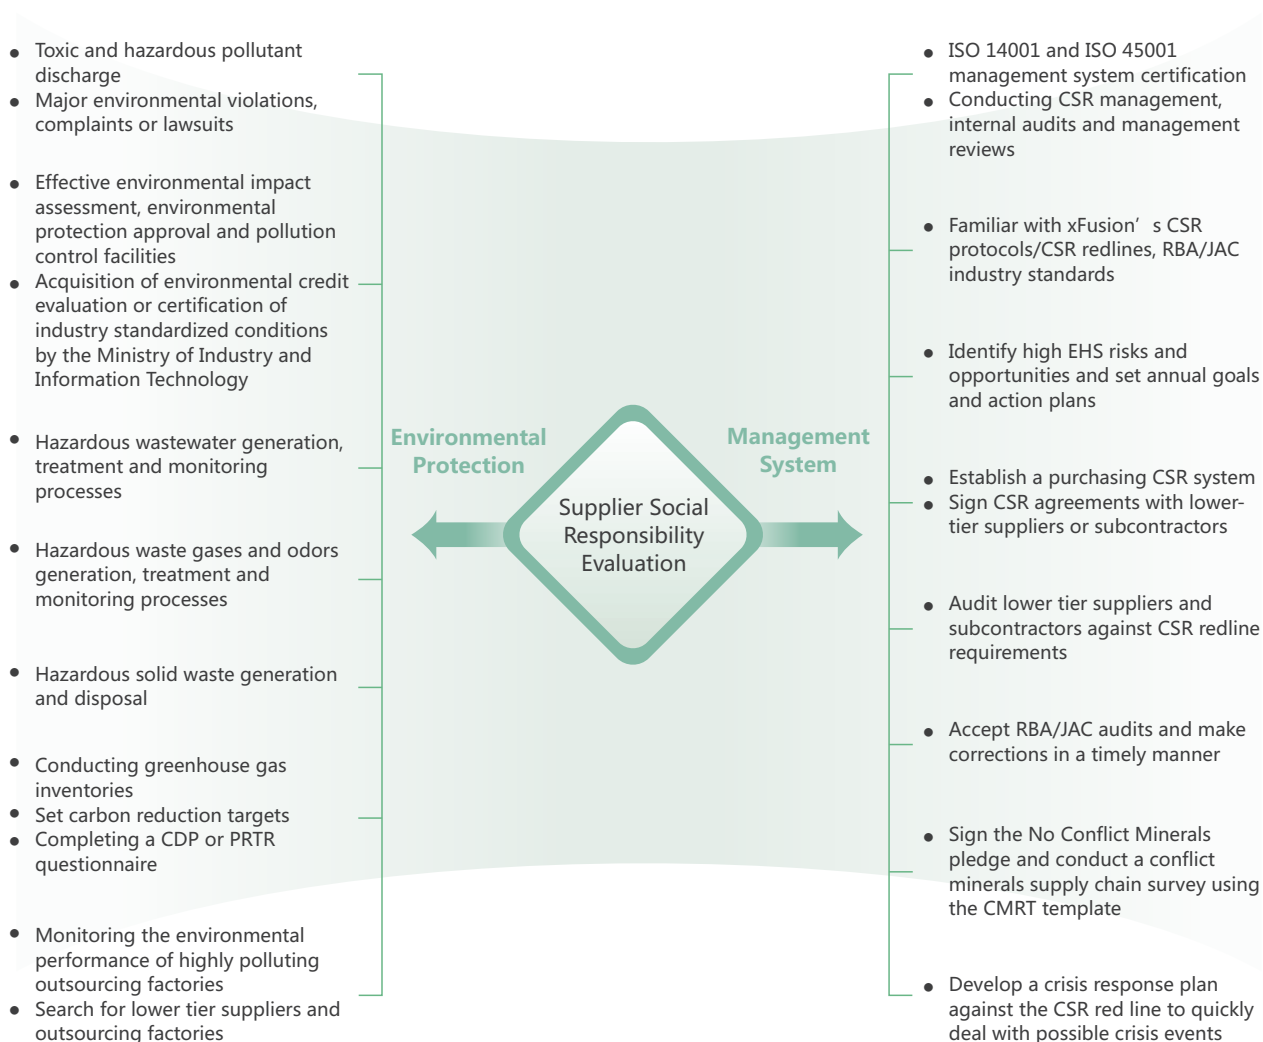 ● Toxic and hazardous pollutant
discharge
● Major environmental violations,
complaints or lawsuits
● Effective environmental impact
assessment, environmental
protection approval and pollution
control facilities
● Acquisition of environmental credit
evaluation or certification of
industry standardized conditions
by the Ministry of Industry and
Information Technology
● Hazardous wastewater generation,
treatment and monitoring
processes
● Hazardous waste gases and odors
generation, treatment and
monitoring processes
● Hazardous solid waste generation
and disposal
● Conducting greenhouse gas
inventories
● Set carbon reduction targets
● Completing a CDP or PRTR
questionnaire
● Monitoring the environmental
performance of highly polluting
outsourcing factories
● Search for lower tier suppliers and
outsourcing factories
Environmental
Protection
Supplier Social
Responsibility
Evaluation
Management
System
● ISO 14001 and ISO 45001
management system certification
● Conducting CSR management,
internal audits and management
reviews
● Familiar with xFusion’ s CSR
protocols/CSR redlines, RBA/JAC
industry standards
● Identify high EHS risks and
opportunities and set annual goals
and action plans
● Establish a purchasing CSR system
● Sign CSR agreements with lower-
tier suppliers or subcontractors
● Audit lower tier suppliers and
subcontractors against CSR redline
requirements
● Accept RBA/JAC audits and make
corrections in a timely manner
● Sign the No Conflict Minerals
pledge and conduct a conflict
minerals supply chain survey using
the CMRT template
● Develop a crisis response plan
against the CSR red line to quickly
deal with possible crisis events